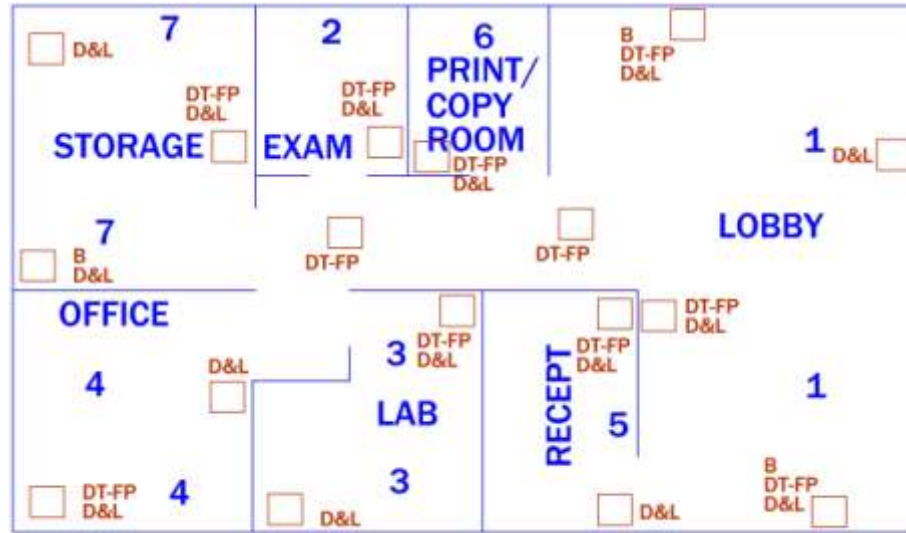 7
D&L
DT-FP
D&L
STORAGE
7
B
D&L
2
DT-FP
D&L
EXAM
6
PRINT/
COPY
ROOM
DT-FP
D&L
B
DT-FP
D&L
1
D&L
LOBBY
DT-FP
DT-FP
OFFICE
4
D&L
4
DT-FP
D&L
3
DT-FP
D&L
LAB
3
D&L
DT-FP
D&L
RECEPT
5
D&L
DT-FP
D&L
1
B
DT-FP
D&L